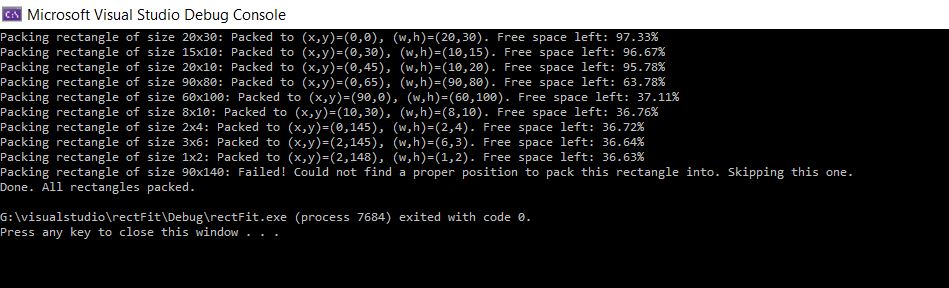 Microsoft Visual Studio Debug Console
Packing rectangle of size 20x30: Packed to (x,y)=(0,0), (w,h)=(20,30). Free space left: 97.33%
Packing rectangle of size 15x10: Packed to (x,y)=(0,30), (w,h)=(10,15). Free space left: 96.67%
Packing rectangle of size 20x10: Packed to (x,y)=(0,45), (w,h)=(10,20). Free space left: 95.78%
Packing rectangle of size 90x80: Packed to (x,y)=(0,65), (w,h)=(90,80). Free space left: 63.78%
Packing rectangle of size 60x100: Packed to (x,y)=(90,0), (w,h)=(60,100). Free space left: 37.11%
Packing rectangle of size 8x10: Packed to (x,y)=(10,30), (w,h)=(8,10). Free space left: 36.76%
Packing rectangle of size 2x4: Packed to (x,y)=(0,145), (w,h)=(2,4). Free space left: 36.72%
Packing rectangle of size 3x6: Packed to (x,y)=(2,145), (w,h)=(6,3). Free space left: 36.64%
Packing rectangle of size 1x2: Packed to (x,y)=(2,148), (w,h)=(1,2). Free space left: 36.63%
Packing rectangle of size 90x140: Failed! Could not find a proper position to pack this rectangle into. Skipping this one.
Done. All rectangles packed.
G:\visualstudio\rectFit\Debug\rectFit.exe (process 7684) exited with code 0.
Press any key to close this window . . .